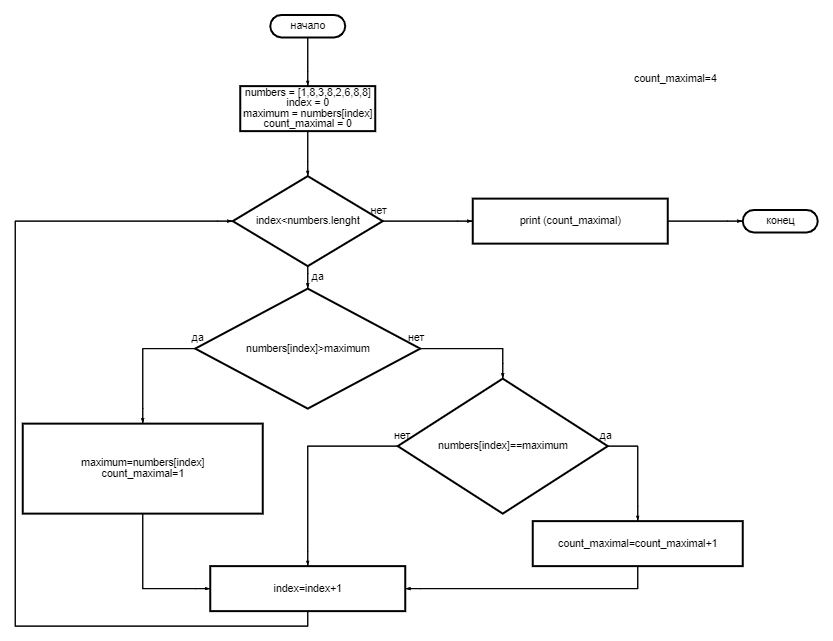 начало
count_maximal=4
numbers = [1,8,3,8,2,6,8,8]
index = 0
maximum = numbers[index]
count_maximal = 0
index<numbers.lenght
нет
print (count_maximal)
конец
да
numbers[index]>maximum
да
нет
maximum=numbers[index]
count_maximal=1
numbers[index]==maximum
нет
да
count_maximal=count_maximal+1
index=index+1